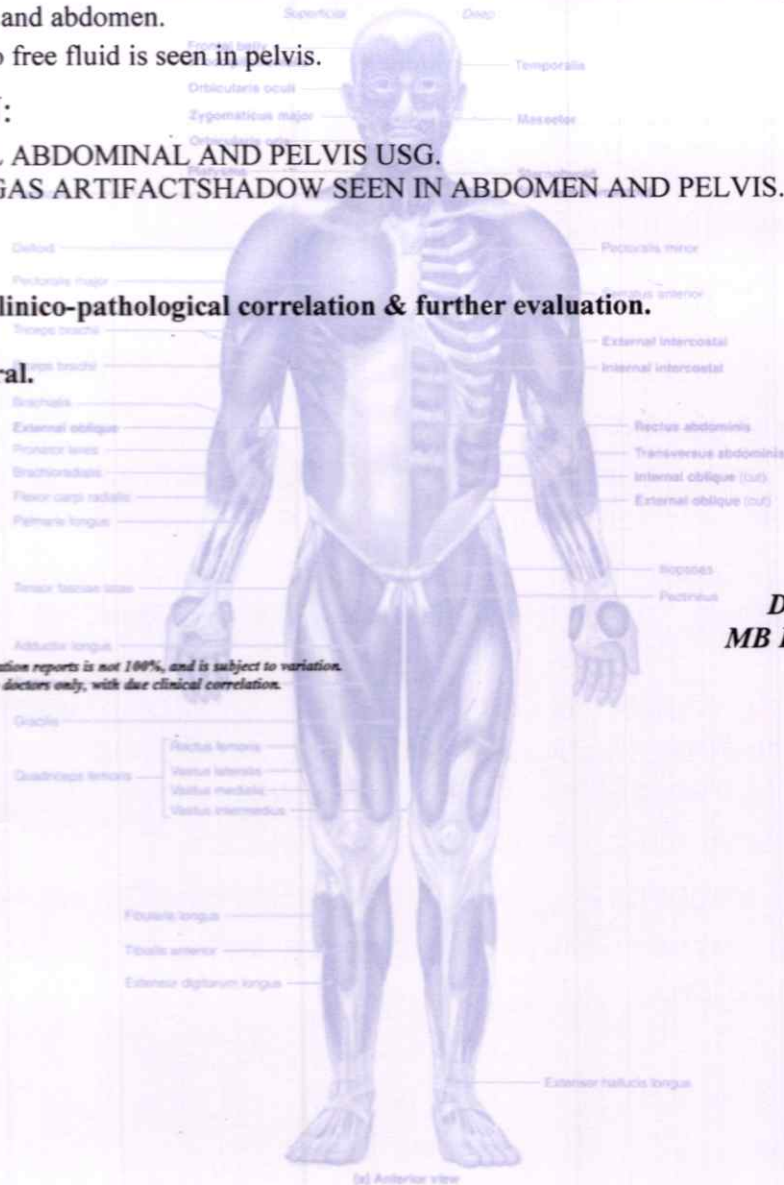 and abdomen.
free fluid is seen in pelvis.
ABDOMINAL AND PELVIS USG.
GAS ARTIFACTSHADOW SEEN IN ABDOMEN AND PELVIS.
clinico-pathological correlation & further evaluation.
MB
reports is not 100%, and is subject to variation.
doctors only, with due clinical correlation.
Superficial
Deep
Orbicularis oculi
Zygomaticus major
Platysma
Temporalis
Masseter
Deltoid
Pectoralis major
Triceps brachii
Biceps brachii
Brachialis
External oblique
Pronator teres
Brachioradialis
Flexor carpi radialis
Palmaris longus
Tensor fasciae latae
Adductor longus
Gracilis
Quadriceps femoris
Rectus femoris
Vastus lateralis
Vastus medialis
Vastus intermedius
Fibularis longus
Tibialis anterior
Extensor digitorum longus
Pectoralis minor
Serratus anterior
External intercostal
Internal intercostal
Rectus abdominis
Transversus abdominis
Internal oblique (cut)
External oblique (cut)
Iliopsoas
Pectineus
Extensor hallucis longus
(a) Anterior view